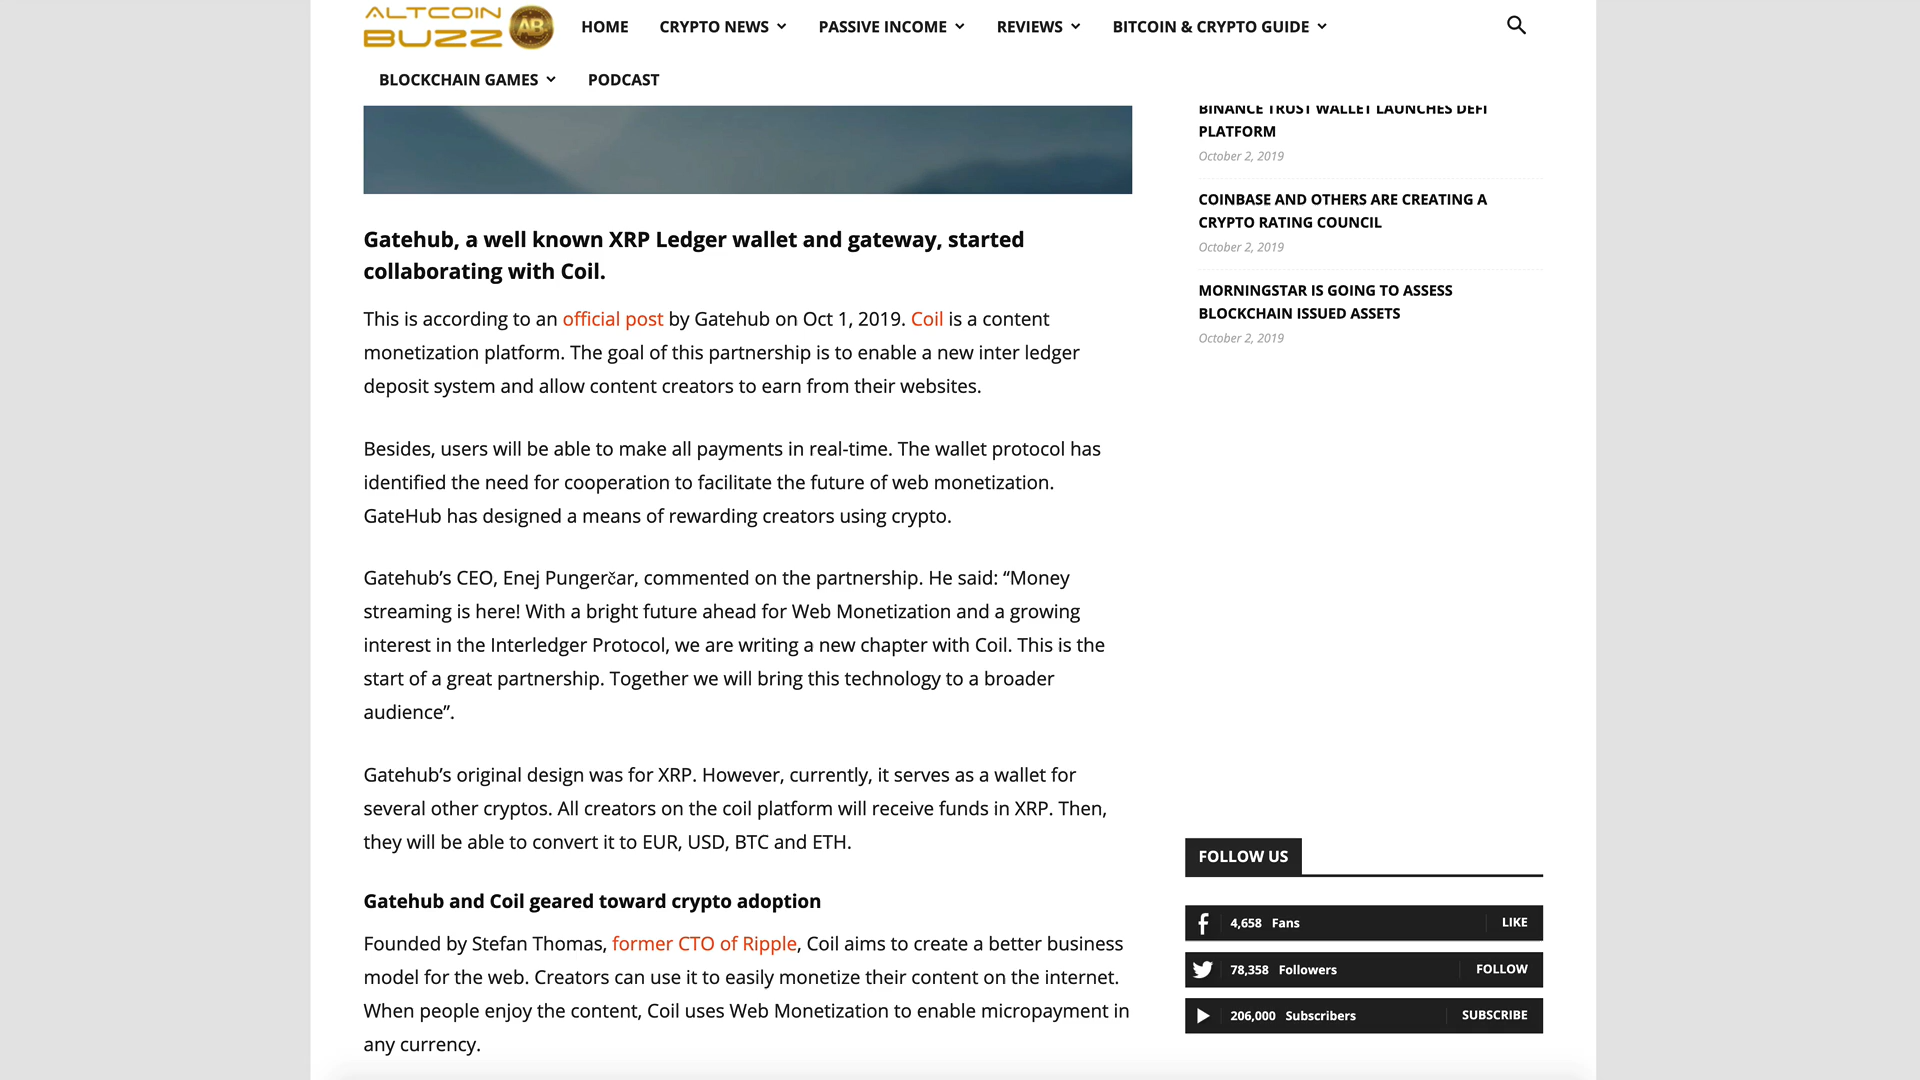 ALTCOIN
BUZZ
AB
HOME
CRYPTO NEWS
PASSIVE INCOME
REVIEWS
BITCOIN & CRYPTO GUIDE
BLOCKCHAIN GAMES
PODCAST
Gatehub, a well known XRP Ledger wallet and gateway, started
collaborating with Coil.
This is according to an official post by Gatehub on Oct 1, 2019. Coil is a content
monetization platform. The goal of this partnership is to enable a new inter ledger
deposit system and allow content creators to earn from their websites.
Besides, users will be able to make all payments in real-time. The wallet protocol has
identified the need for cooperation to facilitate the future of web monetization.
GateHub has designed a means of rewarding creators using crypto.
Gatehub’s CEO, Enej Pungerčar, commented on the partnership. He said: “Money
streaming is here! With a bright future ahead for Web Monetization and a growing
interest in the Interledger Protocol, we are writing a new chapter with Coil. This is the
start of a great partnership. Together we will bring this technology to a broader
audience”.
Gatehub’s original design was for XRP. However, currently, it serves as a wallet for
several other cryptos. All creators on the coil platform will receive funds in XRP. Then,
they will be able to convert it to EUR, USD, BTC and ETH.
Gatehub and Coil geared toward crypto adoption
Founded by Stefan Thomas, former CTO of Ripple, Coil aims to create a better business
model for the web. Creators can use it to easily monetize their content on the internet.
When people enjoy the content, Coil uses Web Monetization to enable micropayment in
any currency.
BINANCE TRUST WALLET LAUNCHES DEFI
PLATFORM
October 2, 2019
COINBASE AND OTHERS ARE CREATING A
CRYPTO RATING COUNCIL
October 2, 2019
MORNINGSTAR IS GOING TO ASSESS
BLOCKCHAIN ISSUED ASSETS
October 2, 2019
FOLLOW US
4,658 Fans LIKE
78,358 Followers FOLLOW
206,000 Subscribers SUBSCRIBE